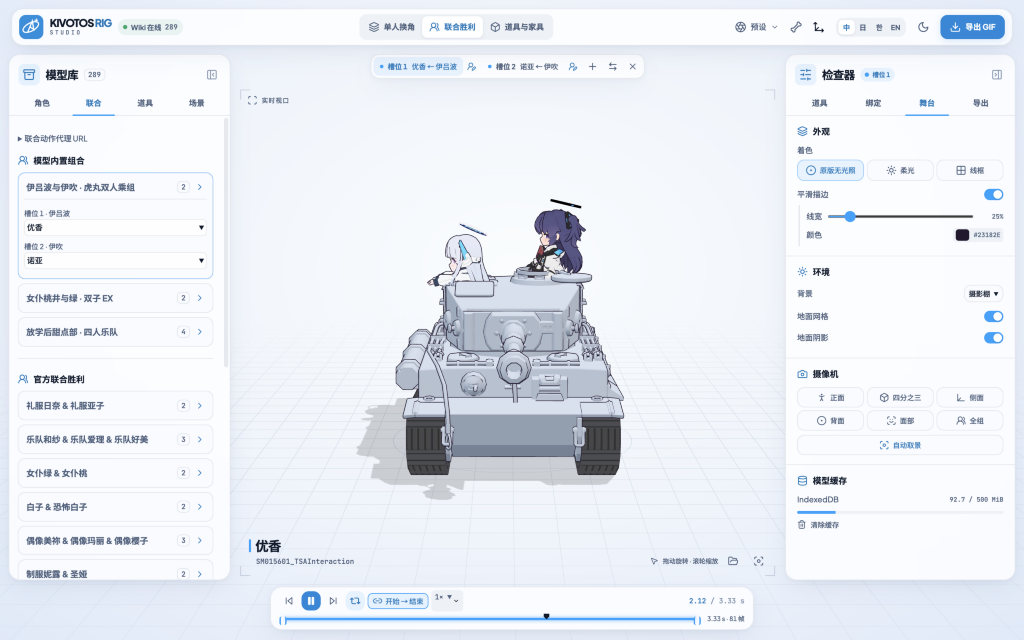 KIVOTOSRIG
STUDIO
Wiki 在线 289
单人换角
联合胜利
道具与家具
预设
中 日 한 EN
导出 GIF
模型库 289
角色 联合 道具 场景
联合动作代理 URL
模型内置组合
伊吕波与伊吹 · 虎丸双人乘组 2
槽位 1 · 伊吕波
优香
槽位 2 · 伊吹
诺亚
女仆桃井与绿 · 双子 EX 2
放学后甜点部 · 四人乐队 4
官方联合胜利
礼服日奈 & 礼服亚子 2
乐队和纱 & 乐队爱理 & 乐队好美 3
女仆绿 & 女仆桃 2
白子 & 恐怖白子 2
偶像美祢 & 偶像玛丽 & 偶像樱子 3
制服妮露 & 圣娅 2
槽位 1 优香 ← 伊吕波
槽位 2 诺亚 ← 伊吹
实时视口
优香
SM015601_TSAInteraction
拖动旋转 · 滚轮缩放
开始 → 结束
1×
2.12 / 3.33 s
3.33 s · 81 帧
检查器 槽位 1
道具 绑定 舞台 导出
外观
着色
原版无光照 柔光 线框
平滑描边
线宽 25%
颜色 #23182E
环境
背景 摄影棚
地面网格
地面阴影
摄像机
正面 四分之三 侧面
背面 面部 全组
自动取景
模型缓存
IndexedDB 92.7 / 500 MiB
清除缓存